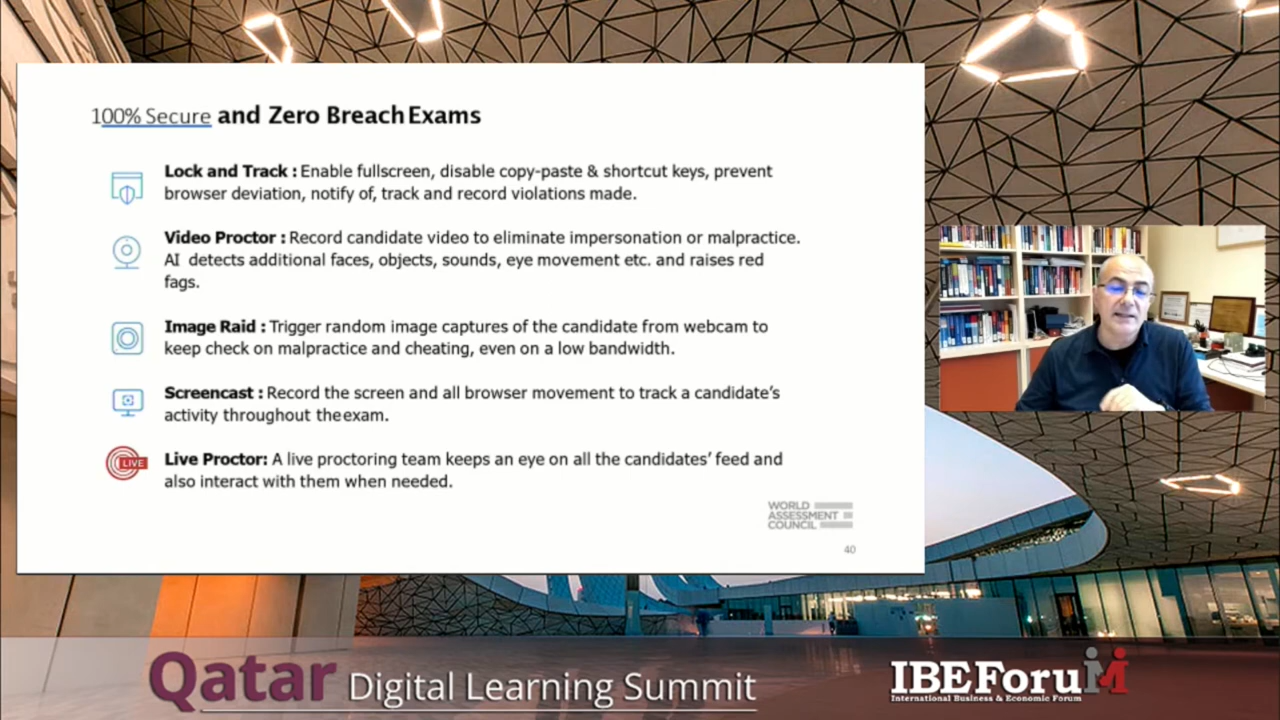 100% Secure and Zero Breach Exams
Lock and Track : Enable fullscreen, disable copy-paste & shortcut keys, prevent
browser deviation, notify of, track and record violations made.
Video Proctor : Record candidate video to eliminate impersonation or malpractice.
AI detects additional faces, objects, sounds, eye movement etc. and raises red
fags.
Image Raid : Trigger random image captures of the candidate from webcam to
keep check on malpractice and cheating, even on a low bandwidth.
Screencast : Record the screen and all browser movement to track a candidate's
activity throughout theexam.
LIVE
Live Proctor: A live proctoring team keeps an eye on all the candidates' feed and
also interact with them when needed.
WORLD
ASSESSMENT
COUNCIL
40
Qatar Digital Learning Summit
IBEForuM
International Business & Economic Forum